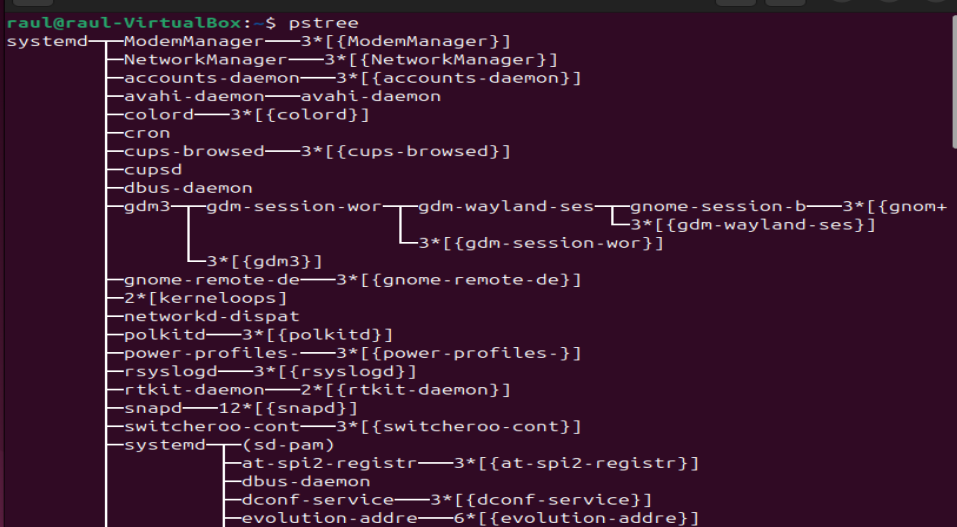 raul@raul-VirtualBox:~$ pstree
systemd─┬─ModemManager───3*[{ModemManager}]
        ├─NetworkManager───3*[{NetworkManager}]
        ├─accounts-daemon───3*[{accounts-daemon}]
        ├─avahi-daemon───avahi-daemon
        ├─colord───3*[{colord}]
        ├─cron
        ├─cups-browsed───3*[{cups-browsed}]
        ├─cupsd
        ├─dbus-daemon
        ├─gdm3─┬─gdm-session-wor─┬─gdm-wayland-ses─┬─gnome-session-b───3*[{gnom+
        │      │                 │                 └─3*[{gdm-wayland-ses}]
        │      │                 └─3*[{gdm-session-wor}]
        │      └─3*[{gdm3}]
        ├─gnome-remote-de───3*[{gnome-remote-de}]
        ├─2*[kerneloops]
        ├─networkd-dispat
        ├─polkitd───3*[{polkitd}]
        ├─power-profiles-───3*[{power-profiles-}]
        ├─rsyslogd───3*[{rsyslogd}]
        ├─rtkit-daemon───2*[{rtkit-daemon}]
        ├─snapd───12*[{snapd}]
        ├─switcheroo-cont───3*[{switcheroo-cont}]
        ├─systemd─┬─(sd-pam)
        │         ├─at-spi2-registr───3*[{at-spi2-registr}]
        │         ├─dbus-daemon
        │         ├─dconf-service───3*[{dconf-service}]
        │         ├─evolution-addre───6*[{evolution-addre}]